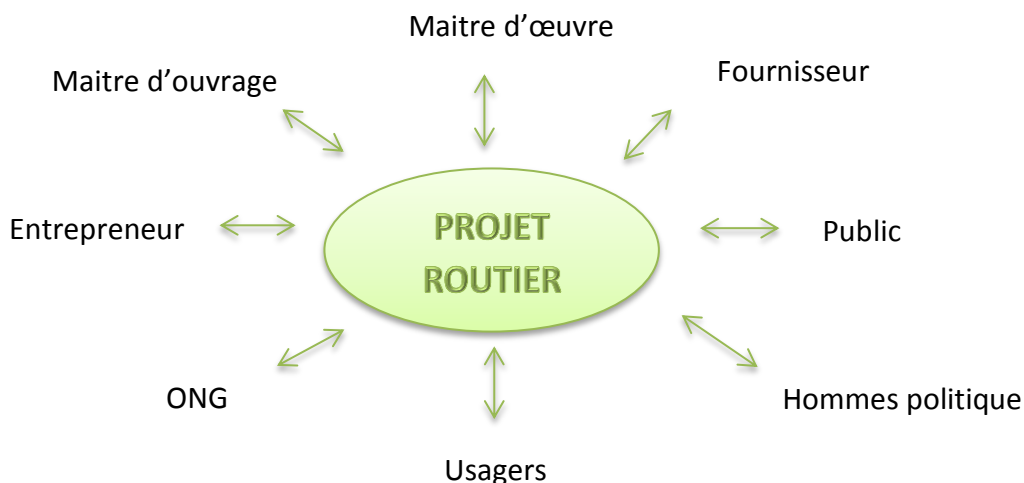 Maitre d'œuvre
Fournisseur
Maitre d'ouvrage
PROJET
ROUTIER
Entrepreneur
Public
ONG
Hommes politique
Usagers